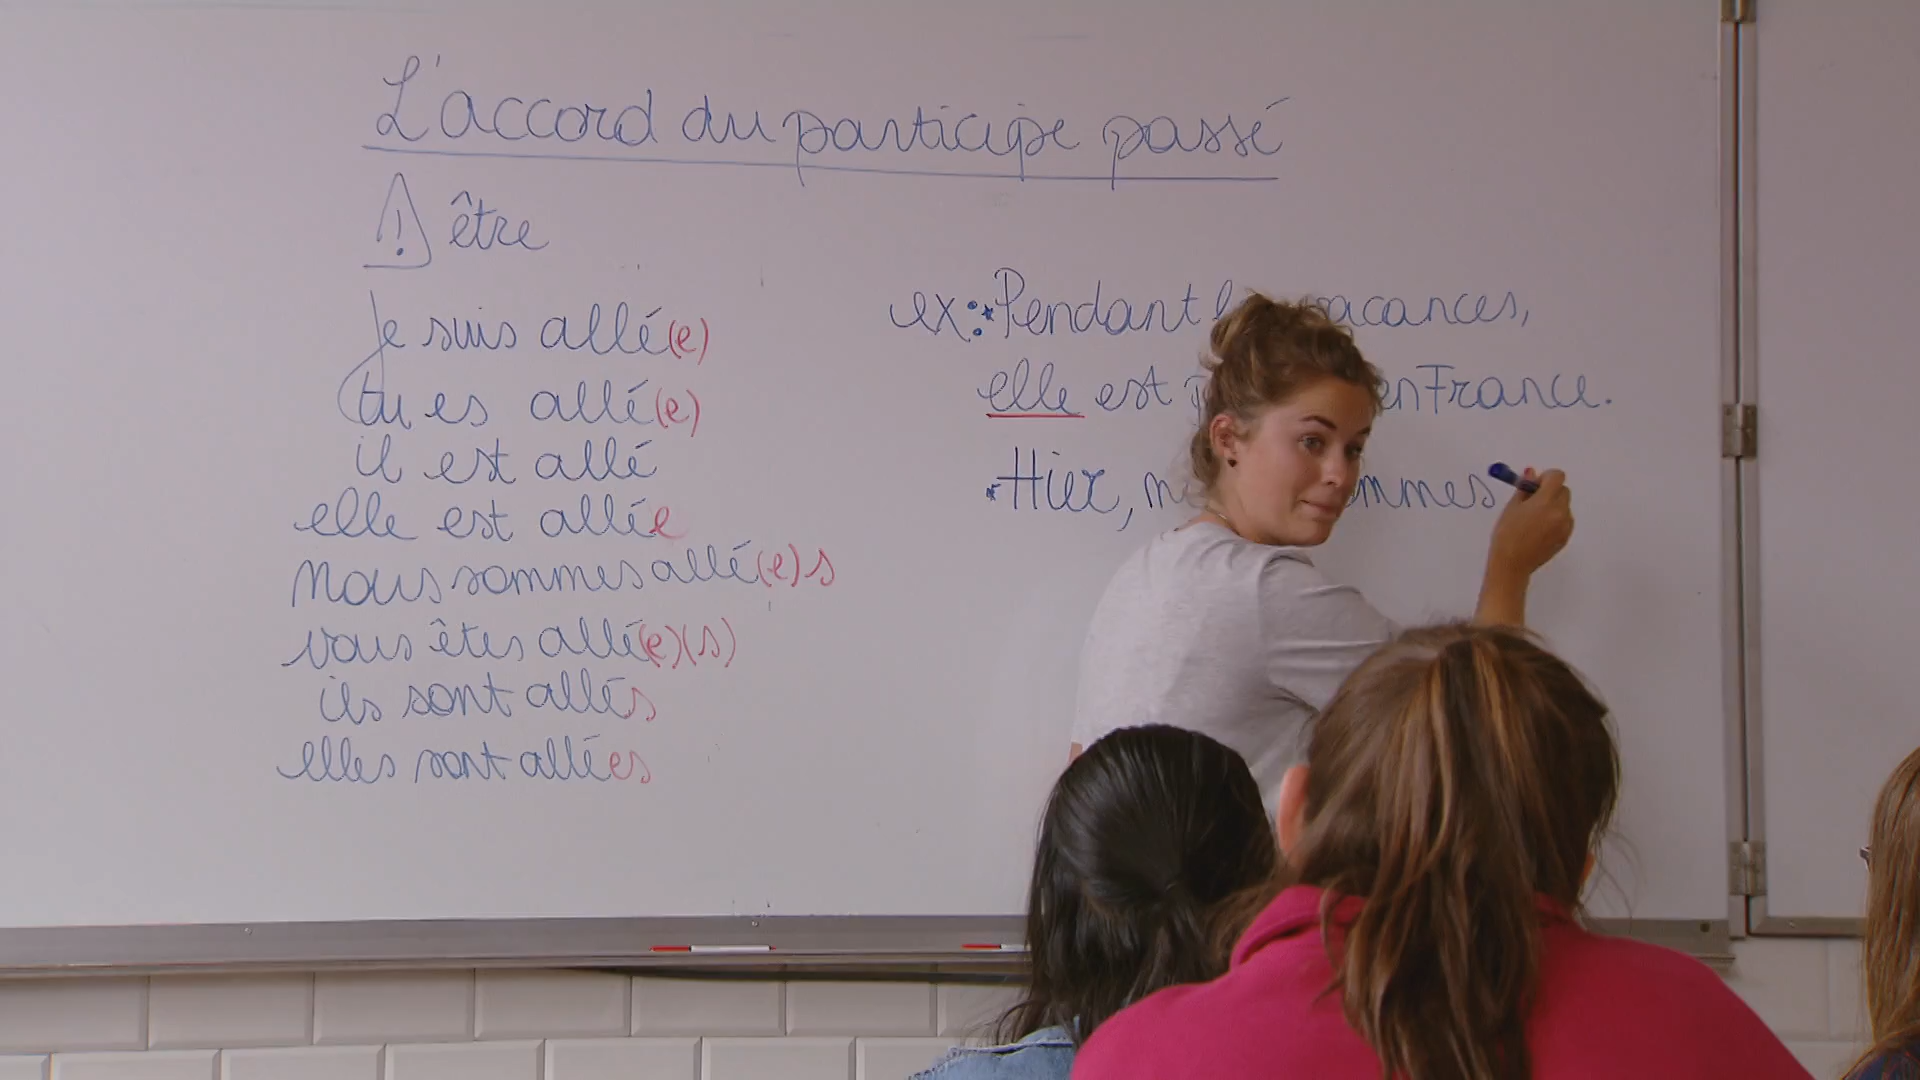 L'accord du participe passé
être
Je suis allé(e)
tu es allé(e)
il est allé
elle est allée
nous sommes allé(e)s
vous êtes allé(e)(s)
ils sont allés
elles sont allées
ex: Pendant vacances,
elle est en France.
Hier,